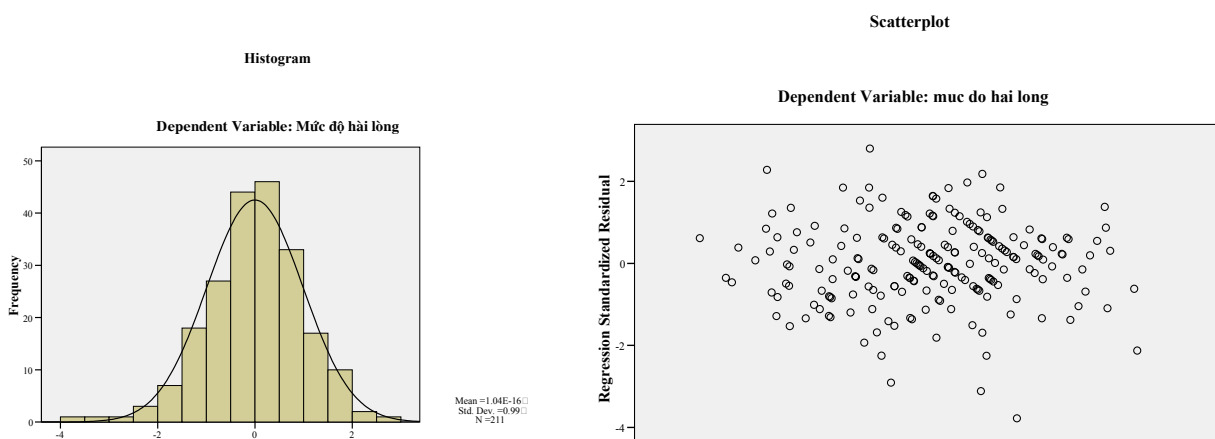 Histogram
Dependent Variable: Mức độ hài lòng
50
40
30
20
10
0
Frequency
-4
-2
0
2
Mean =1.04E-16
Std. Dev. =0.99
N =211
Scatterplot
Dependent Variable: muc do hai long
Regression Standardized Residual
2
0
-2
-4